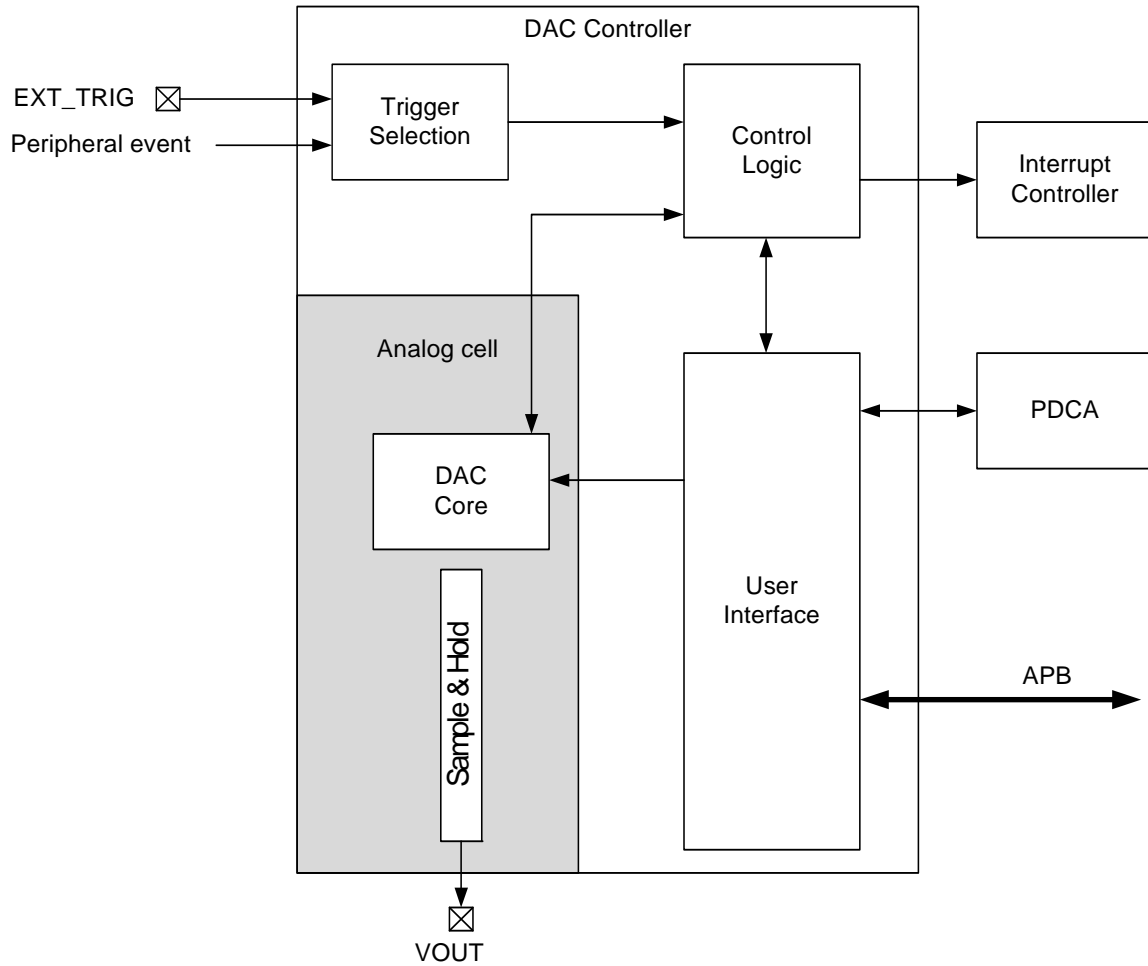 DAC Controller
EXT_TRIG
Peripheral event
Trigger
Selection
Control
Logic
Interrupt
Controller
Analog cell
PDCA
DAC
Core
User
Interface
Sample & Hold
APB
VOUT